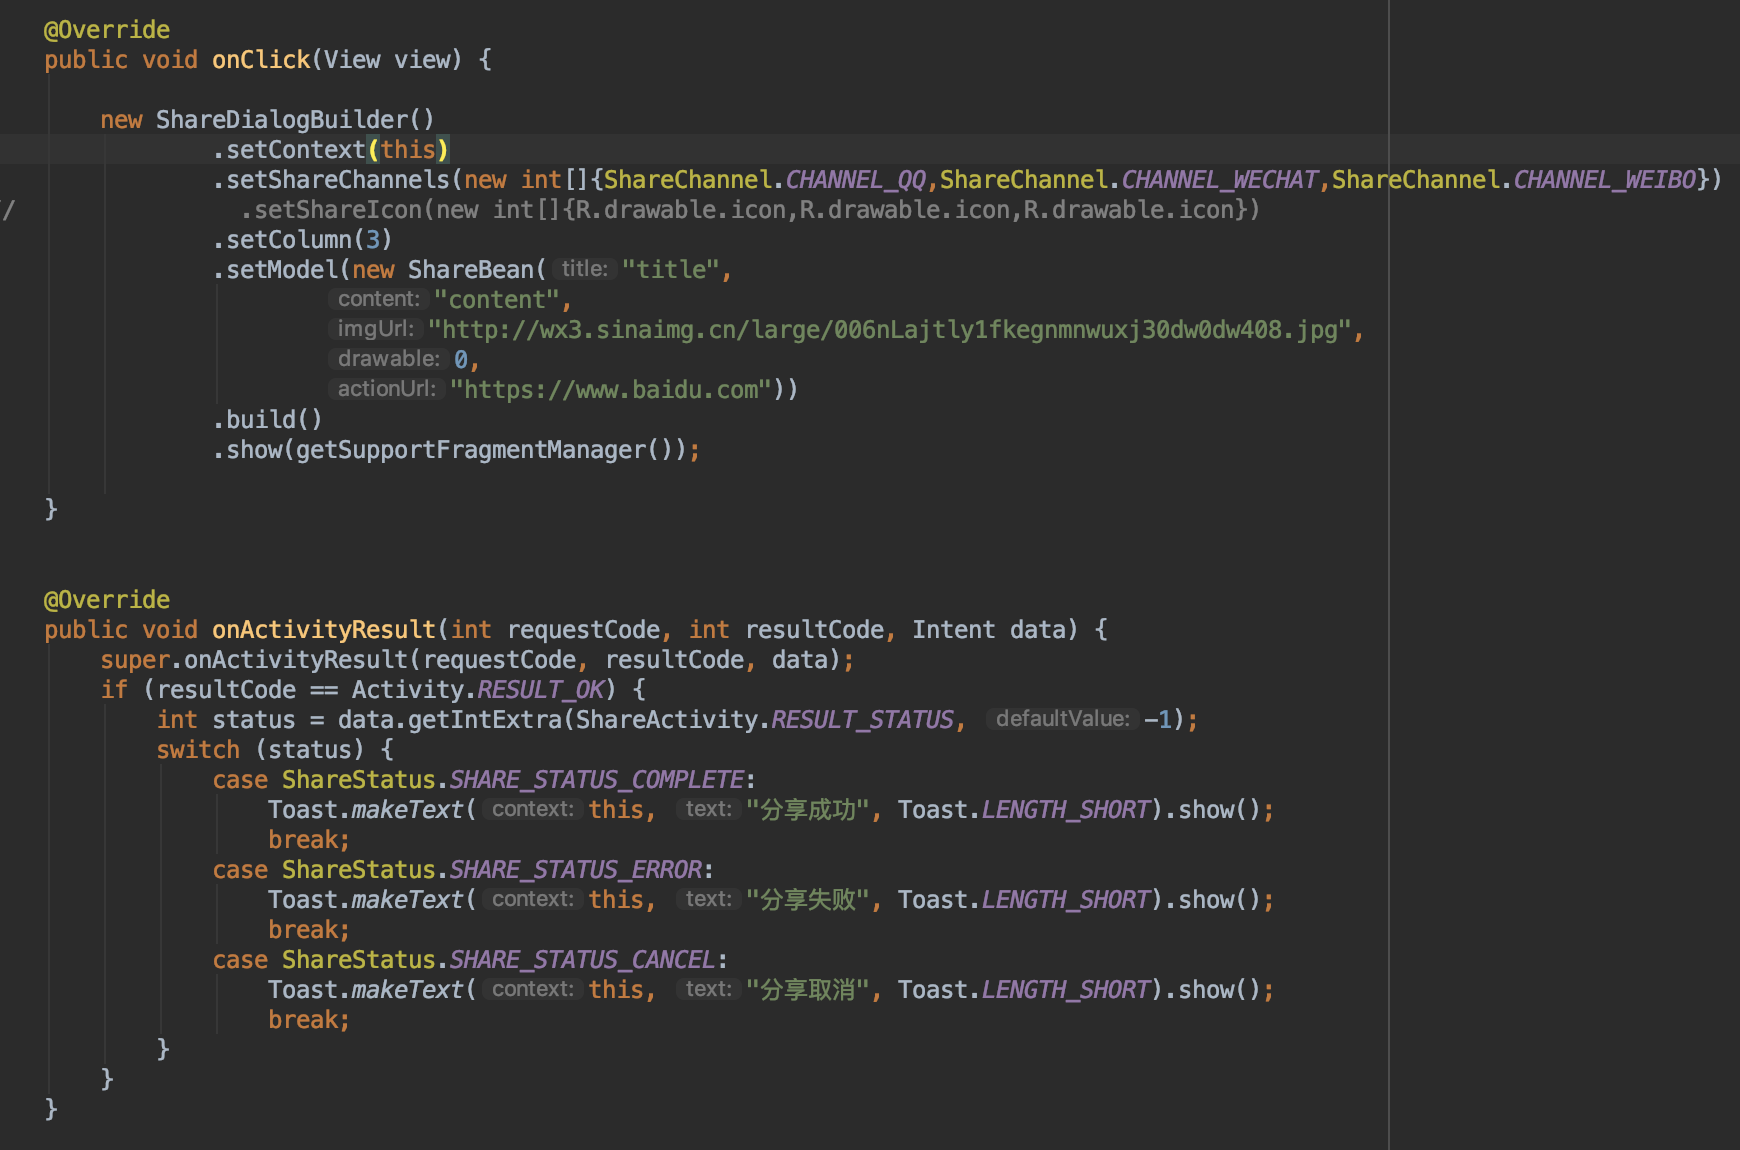 @Override
public void onClick(View view) {
new ShareDialogBuilder()
.setContext(this)
.setShareChannels(new int[]{ShareChannel.CHANNEL_QQ,ShareChannel.CHANNEL_WECHAT,ShareChannel.CHANNEL_WEIBO})
// .setShareIcon(new int[]{R.drawable.icon,R.drawable.icon,R.drawable.icon})
.setColumn(3)
.setModel(new ShareBean( title: "title",
content: "content",
imgUrl: "http://wx3.sinaimg.cn/large/006nLajtly1fkegnmnwuxj30dw0dw408.jpg",
drawable: 0,
actionUrl: "https://www.baidu.com"))
.build()
.show(getSupportFragmentManager());
}
@Override
public void onActivityResult(int requestCode, int resultCode, Intent data) {
super.onActivityResult(requestCode, resultCode, data);
if (resultCode == Activity.RESULT_OK) {
int status = data.getIntExtra(ShareActivity.RESULT_STATUS, defaultValue: -1);
switch (status) {
case ShareStatus.SHARE_STATUS_COMPLETE:
Toast.makeText( context: this, text: "分享成功", Toast.LENGTH_SHORT).show();
break;
case ShareStatus.SHARE_STATUS_ERROR:
Toast.makeText( context: this, text: "分享失败", Toast.LENGTH_SHORT).show();
break;
case ShareStatus.SHARE_STATUS_CANCEL:
Toast.makeText( context: this, text: "分享取消", Toast.LENGTH_SHORT).show();
break;
}
}
}